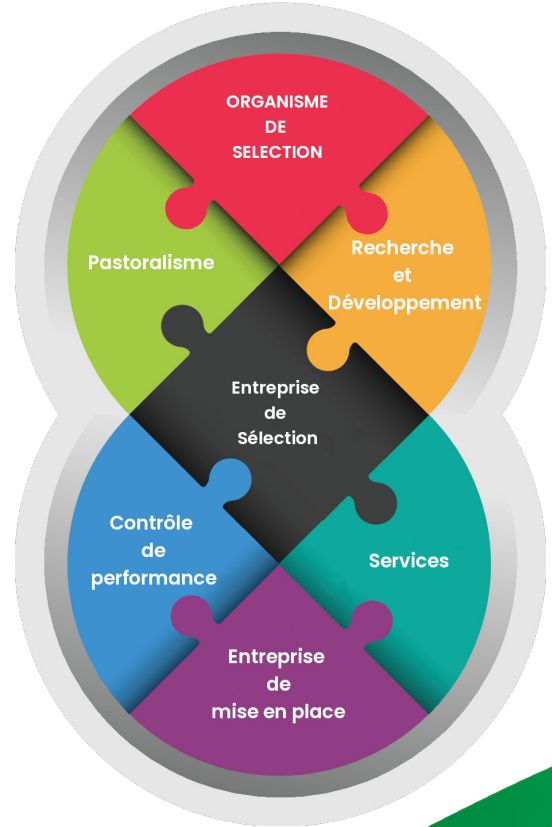 ORGANISME
DE
SELECTION
Pastoralisme
Recherche
et
Développement
Entreprise
de
Sélection
Contrôle
de
performance
Services
Entreprise
de
mise en place